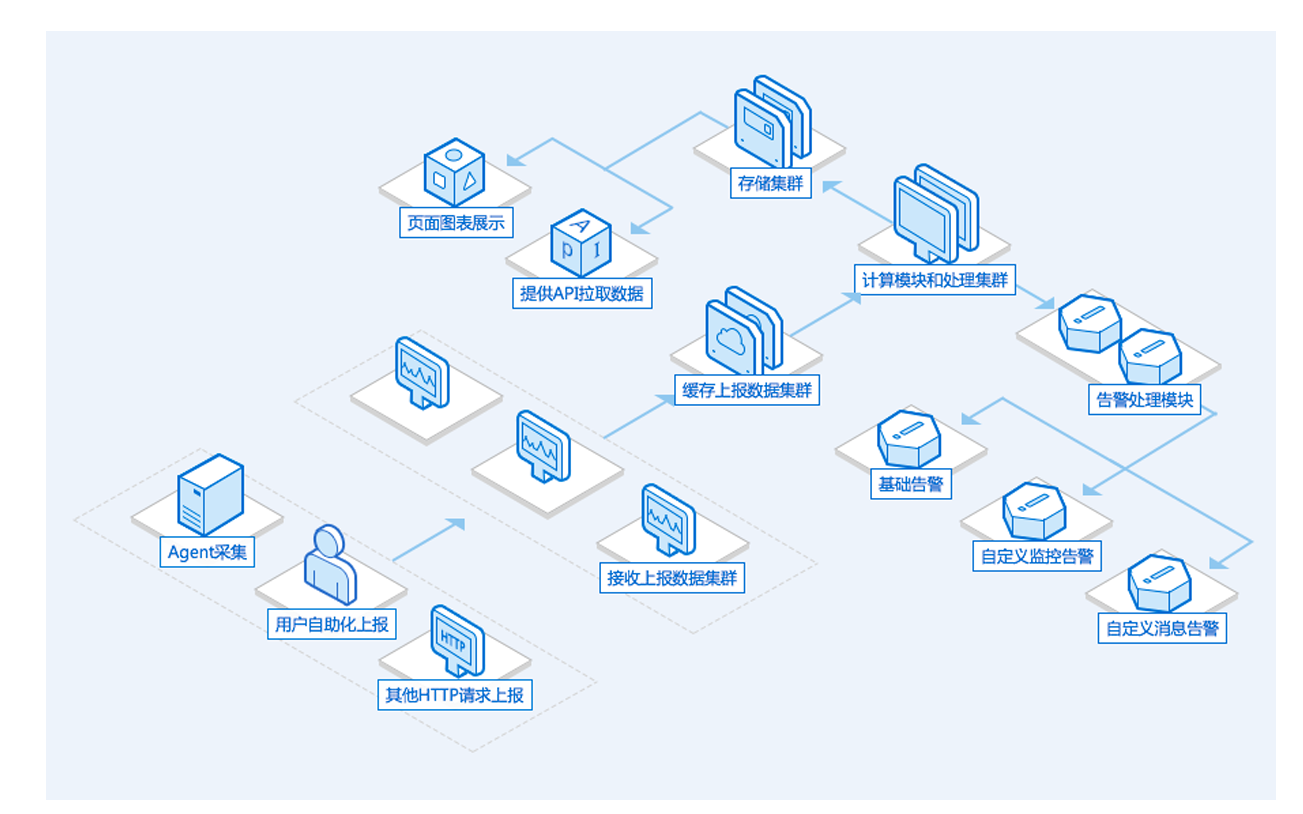 存储集群
页面图表展示
A
P
I
提供API拉取数据
计算模块和处理集群
缓存上报数据集群
告警处理模块
基础告警
自定义监控告警
自定义消息告警
接收上报数据集群
Agent采集
用户自助化上报
HTTP
其他HTTP请求上报